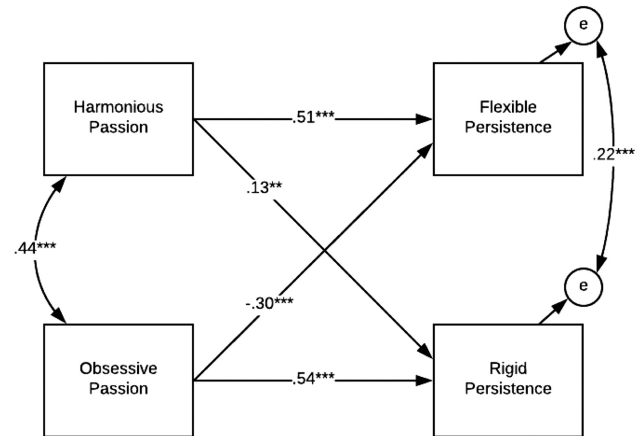 e
Harmonious
Passion
.51***
Flexible
Persistence
.22***
.13**
.44***
-.30***
e
Obsessive
Passion
.54***
Rigid
Persistence